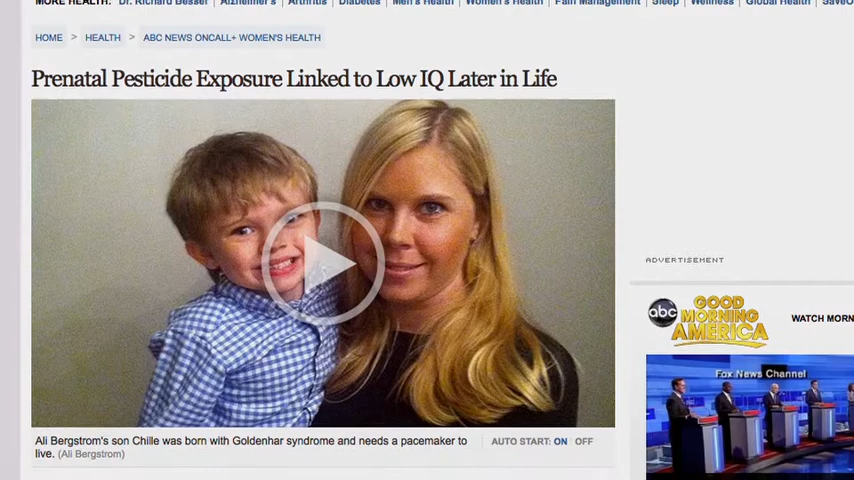 MORE HEALTH: Dr. Richard Besser | Alzheimer's | Arthritis | Diabetes | Men's Health | Women's Health | Pain Management | Sleep | Wellness | Global Health |
HOME > HEALTH > ABC NEWS ONCALL+ WOMEN'S HEALTH
Prenatal Pesticide Exposure Linked to Low IQ Later in Life
ADVERTISEMENT
abc GOOD MORNING AMERICA
WATCH MORN
Fox News Channel
Ali Bergstrom's son Chille was born with Goldenhar syndrome and needs a pacemaker to
live. (Ali Bergstrom)
AUTO START: ON | OFF